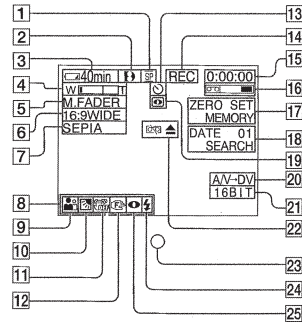 1
2
3
4
5
6
7
8
9
10
11
12
13
14
15
16
17
18
19
20
21
22
23
24
25
40min SP REC 0:00:00
W T
M.FADER
16:9WIDE
SEPIA
ZERO SET
MEMORY
DATE 01
SEARCH
A/V→DV
16BIT